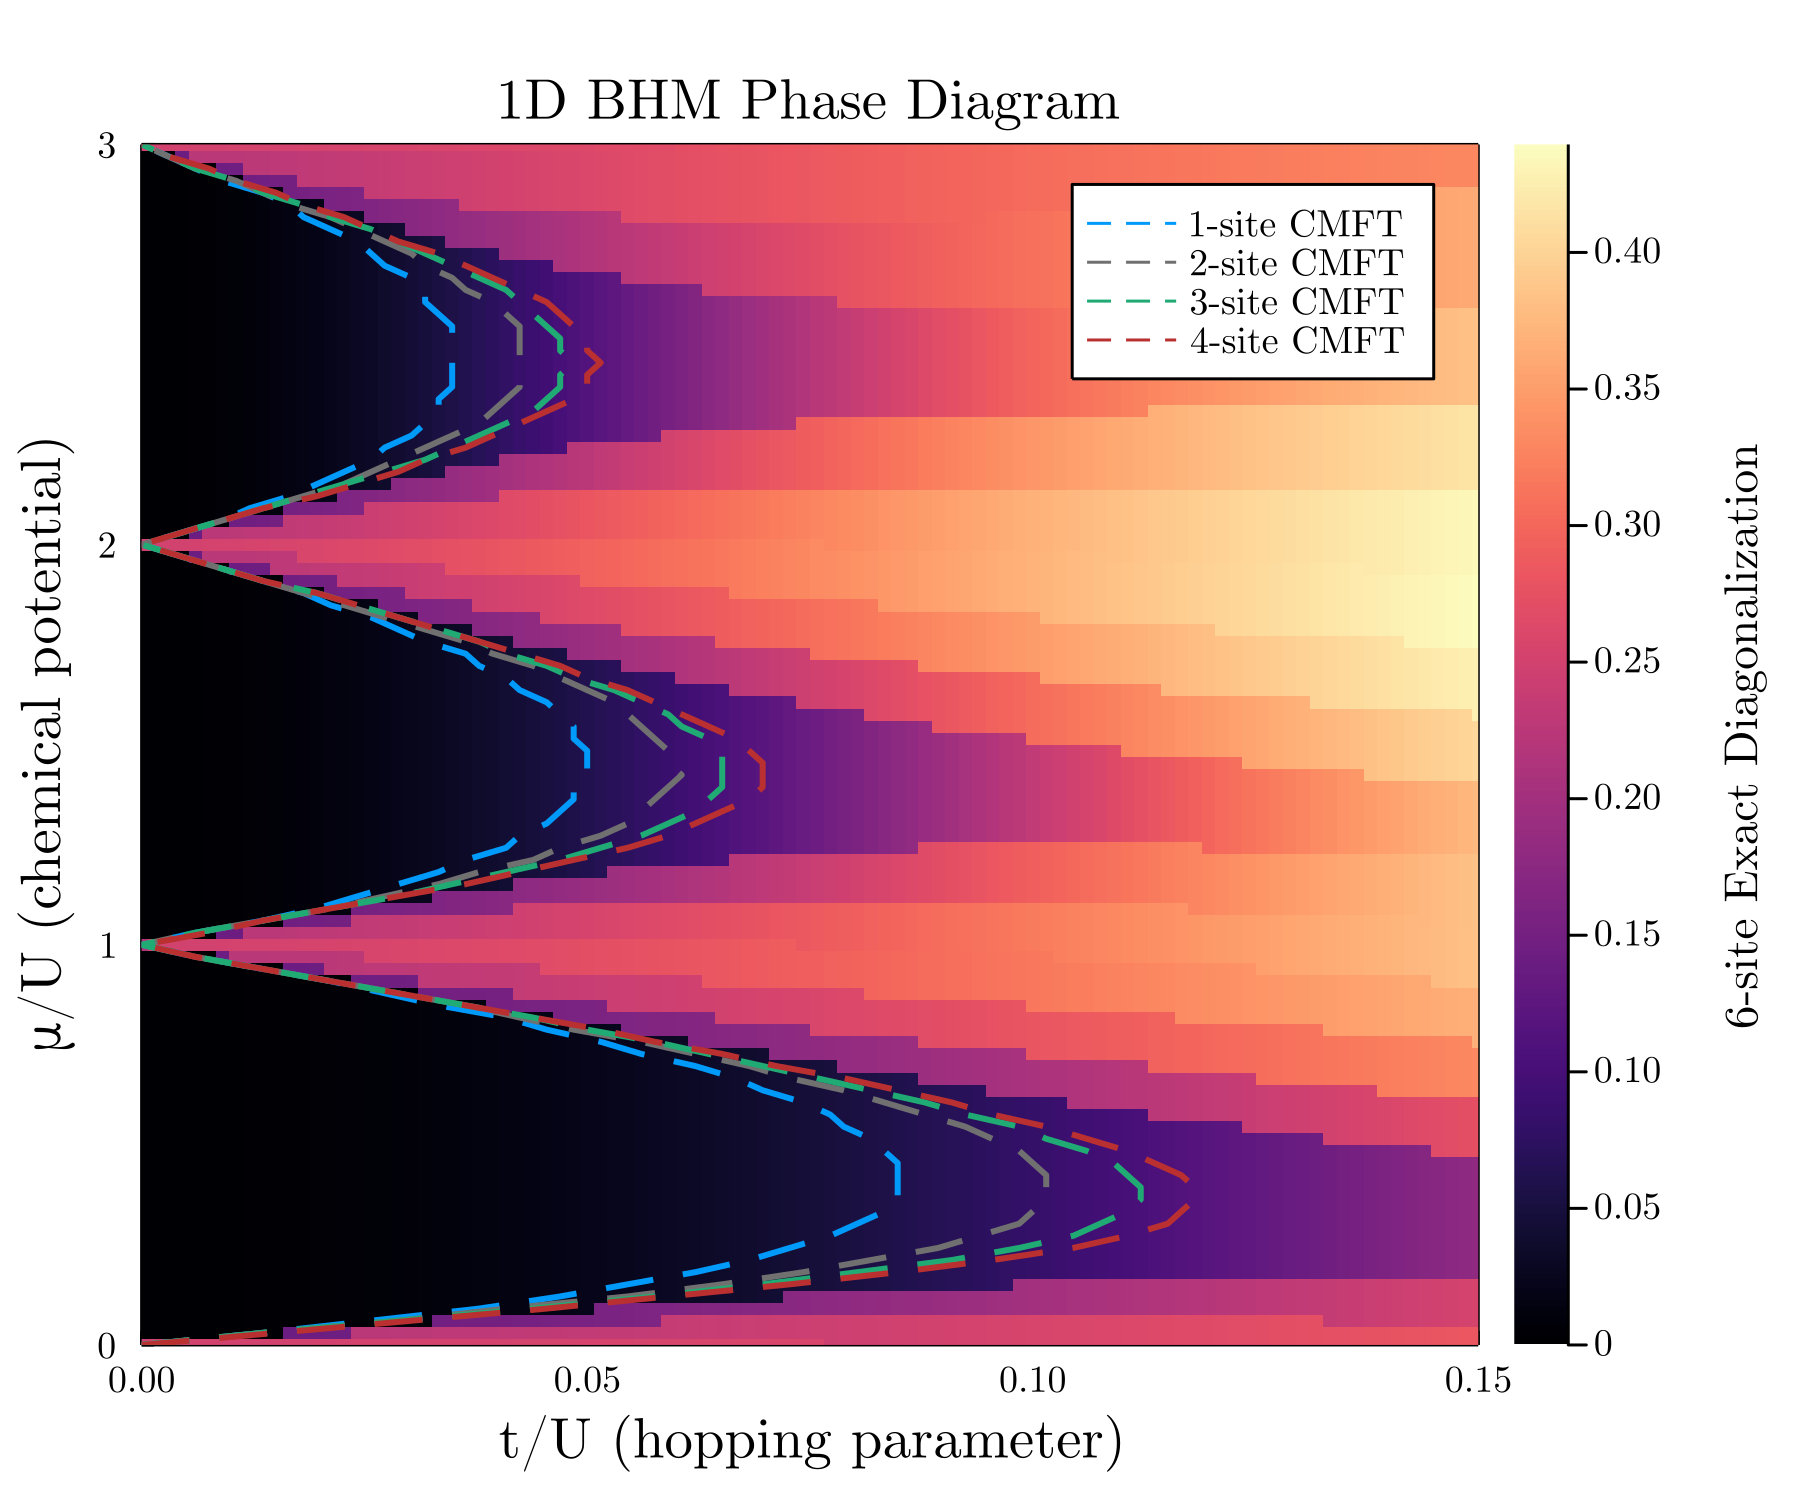 1D BHM Phase Diagram
3
2
1
0
µ/U (chemical potential)
0.00
0.05
0.10
0.15
t/U (hopping parameter)
1-site CMFT
2-site CMFT
3-site CMFT
4-site CMFT
0.40
0.35
0.30
0.25
0.20
0.15
0.10
0.05
0
6-site Exact Diagonalization